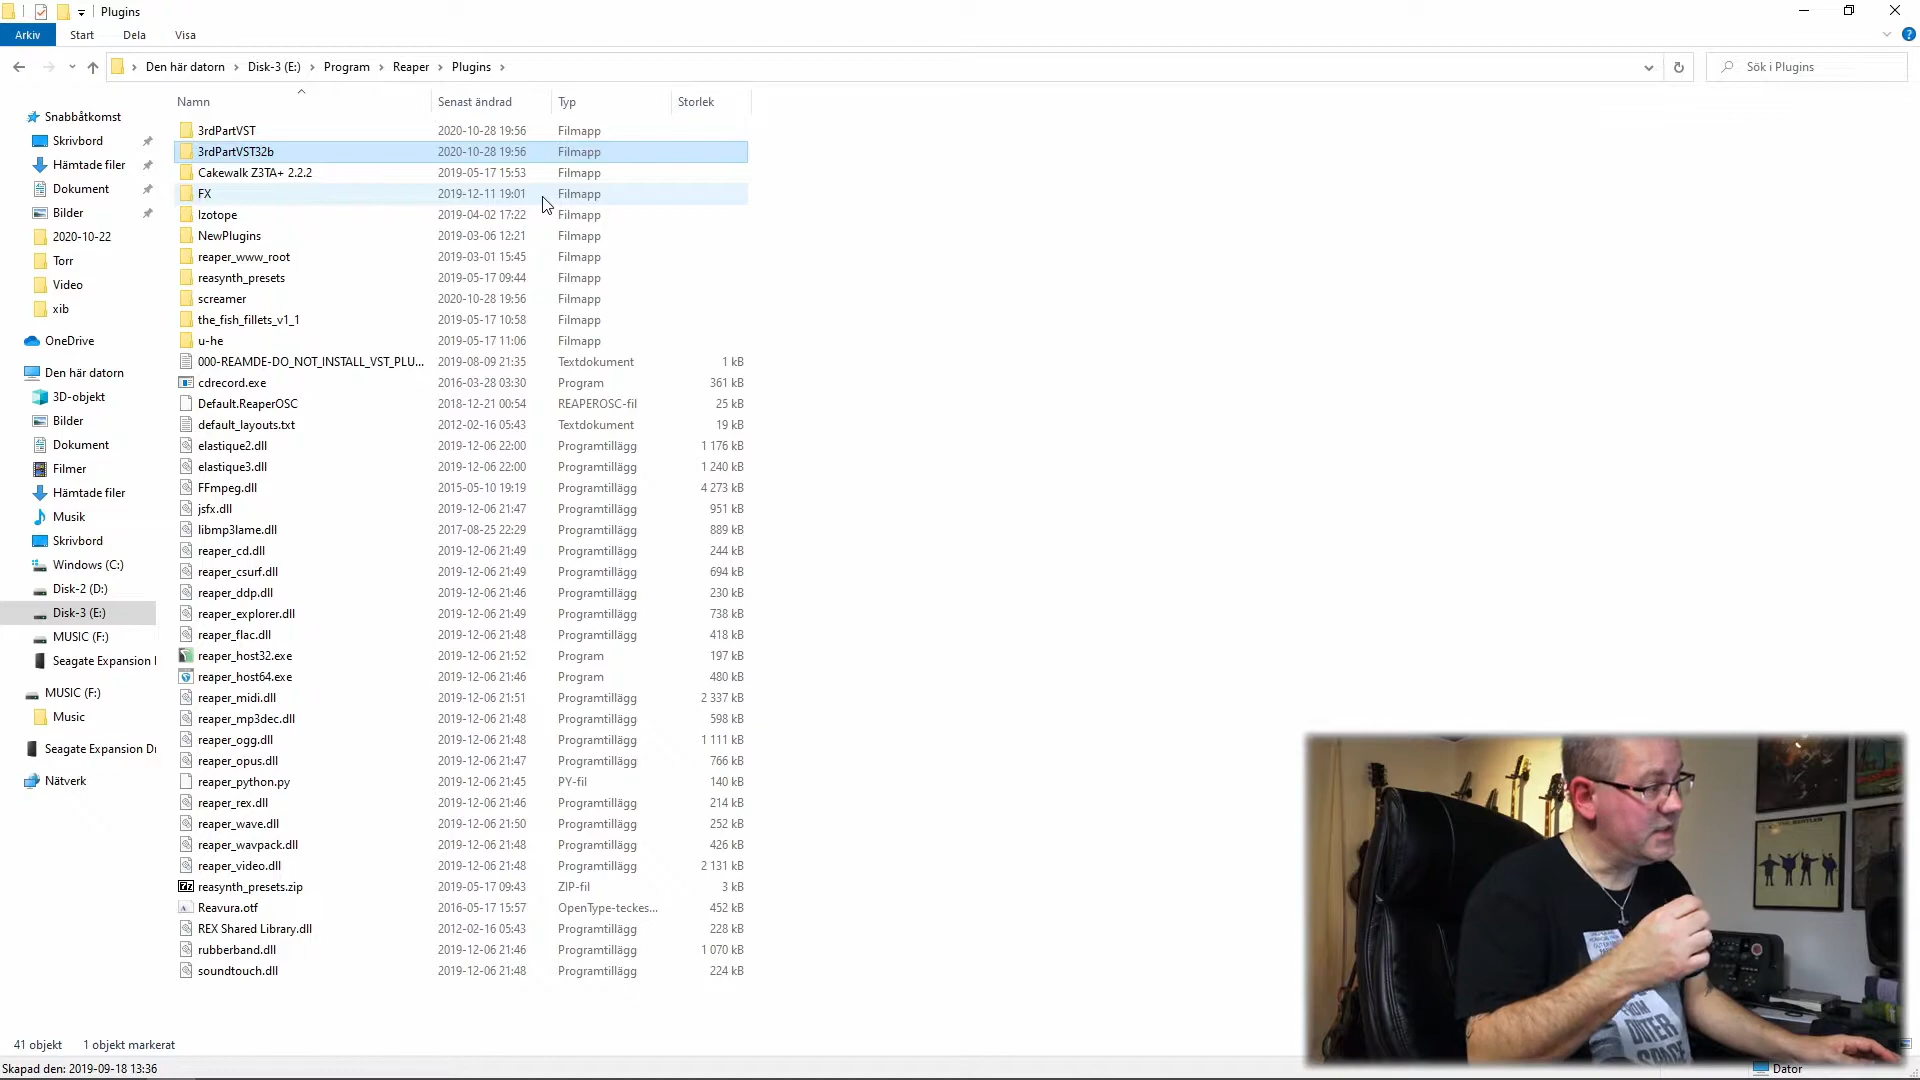 Plugins
Arkiv Start Dela Visa
Den här datorn Disk-3 (E:) Program Reaper Plugins Sök i Plugins
Namn Senast ändrad Typ Storlek
Snabbåtkomst
Skrivbord
Hämtade filer
Dokument
Bilder
2020-10-22
Torr
Video
xib
OneDrive
Den här datorn
3D-objekt
Bilder
Dokument
Filmer
Hämtade filer
Musik
Skrivbord
Windows (C:)
Disk-2 (D:)
Disk-3 (E:)
MUSIC (F:)
Seagate Expansion
MUSIC (F:)
Music
Seagate Expansion Dr
Nätverk
3rdPartVST 2020-10-28 19:56 Filmapp
3rdPartVST32b 2020-10-28 19:56 Filmapp
Cakewalk Z3TA+ 2.2.2 2019-05-17 15:53 Filmapp
FX 2019-12-11 19:01 Filmapp
Izotope 2019-04-02 17:22 Filmapp
NewPlugins 2019-03-06 12:21 Filmapp
reaper_www_root 2019-03-01 15:45 Filmapp
reasynth_presets 2019-05-17 09:44 Filmapp
screamer 2020-10-28 19:56 Filmapp
the_fish_fillets_v1_1 2019-05-17 10:58 Filmapp
u-he 2019-05-17 11:06 Filmapp
000-REAMDE-DO_NOT_INSTALL_VST_PLU... 2019-08-09 21:35 Textdokument 1 kB
cdrecord.exe 2016-03-28 03:30 Program 361 kB
Default.ReaperOSC 2018-12-21 00:54 REAPEROSC-fil 25 kB
default_layouts.txt 2012-02-16 05:43 Textdokument 19 kB
elastique2.dll 2019-12-06 22:00 Programtillägg 1 176 kB
elastique3.dll 2019-12-06 22:00 Programtillägg 1 240 kB
FFmpeg.dll 2015-05-10 19:19 Programtillägg 4 273 kB
jsfx.dll 2019-12-06 21:47 Programtillägg 951 kB
libmp3lame.dll 2017-08-25 22:29 Programtillägg 889 kB
reaper_cd.dll 2019-12-06 21:49 Programtillägg 244 kB
reaper_csurf.dll 2019-12-06 21:49 Programtillägg 694 kB
reaper_ddp.dll 2019-12-06 21:46 Programtillägg 230 kB
reaper_explorer.dll 2019-12-06 21:49 Programtillägg 738 kB
reaper_flac.dll 2019-12-06 21:48 Programtillägg 418 kB
reaper_host32.exe 2019-12-06 21:52 Program 197 kB
reaper_host64.exe 2019-12-06 21:46 Program 480 kB
reaper_midi.dll 2019-12-06 21:51 Programtillägg 2 337 kB
reaper_mp3dec.dll 2019-12-06 21:48 Programtillägg 598 kB
reaper_ogg.dll 2019-12-06 21:48 Programtillägg 1 111 kB
reaper_opus.dll 2019-12-06 21:47 Programtillägg 766 kB
reaper_python.py 2019-12-06 21:45 PY-fil 140 kB
reaper_rex.dll 2019-12-06 21:46 Programtillägg 214 kB
reaper_wave.dll 2019-12-06 21:50 Programtillägg 252 kB
reaper_wavpack.dll 2019-12-06 21:48 Programtillägg 426 kB
reaper_video.dll 2019-12-06 21:48 Programtillägg 2 131 kB
reasynth_presets.zip 2019-05-17 09:43 ZIP-fil 3 kB
Reavura.otf 2016-05-17 15:57 OpenType-teckes... 452 kB
REX Shared Library.dll 2012-02-16 05:43 Programtillägg 228 kB
rubberband.dll 2019-12-06 21:46 Programtillägg 1 070 kB
soundtouch.dll 2019-12-06 21:48 Programtillägg 224 kB
FROM
OUTER
SPACE
41 objekt 1 objekt markerat
Skapad den: 2019-09-18 13:36 Dator